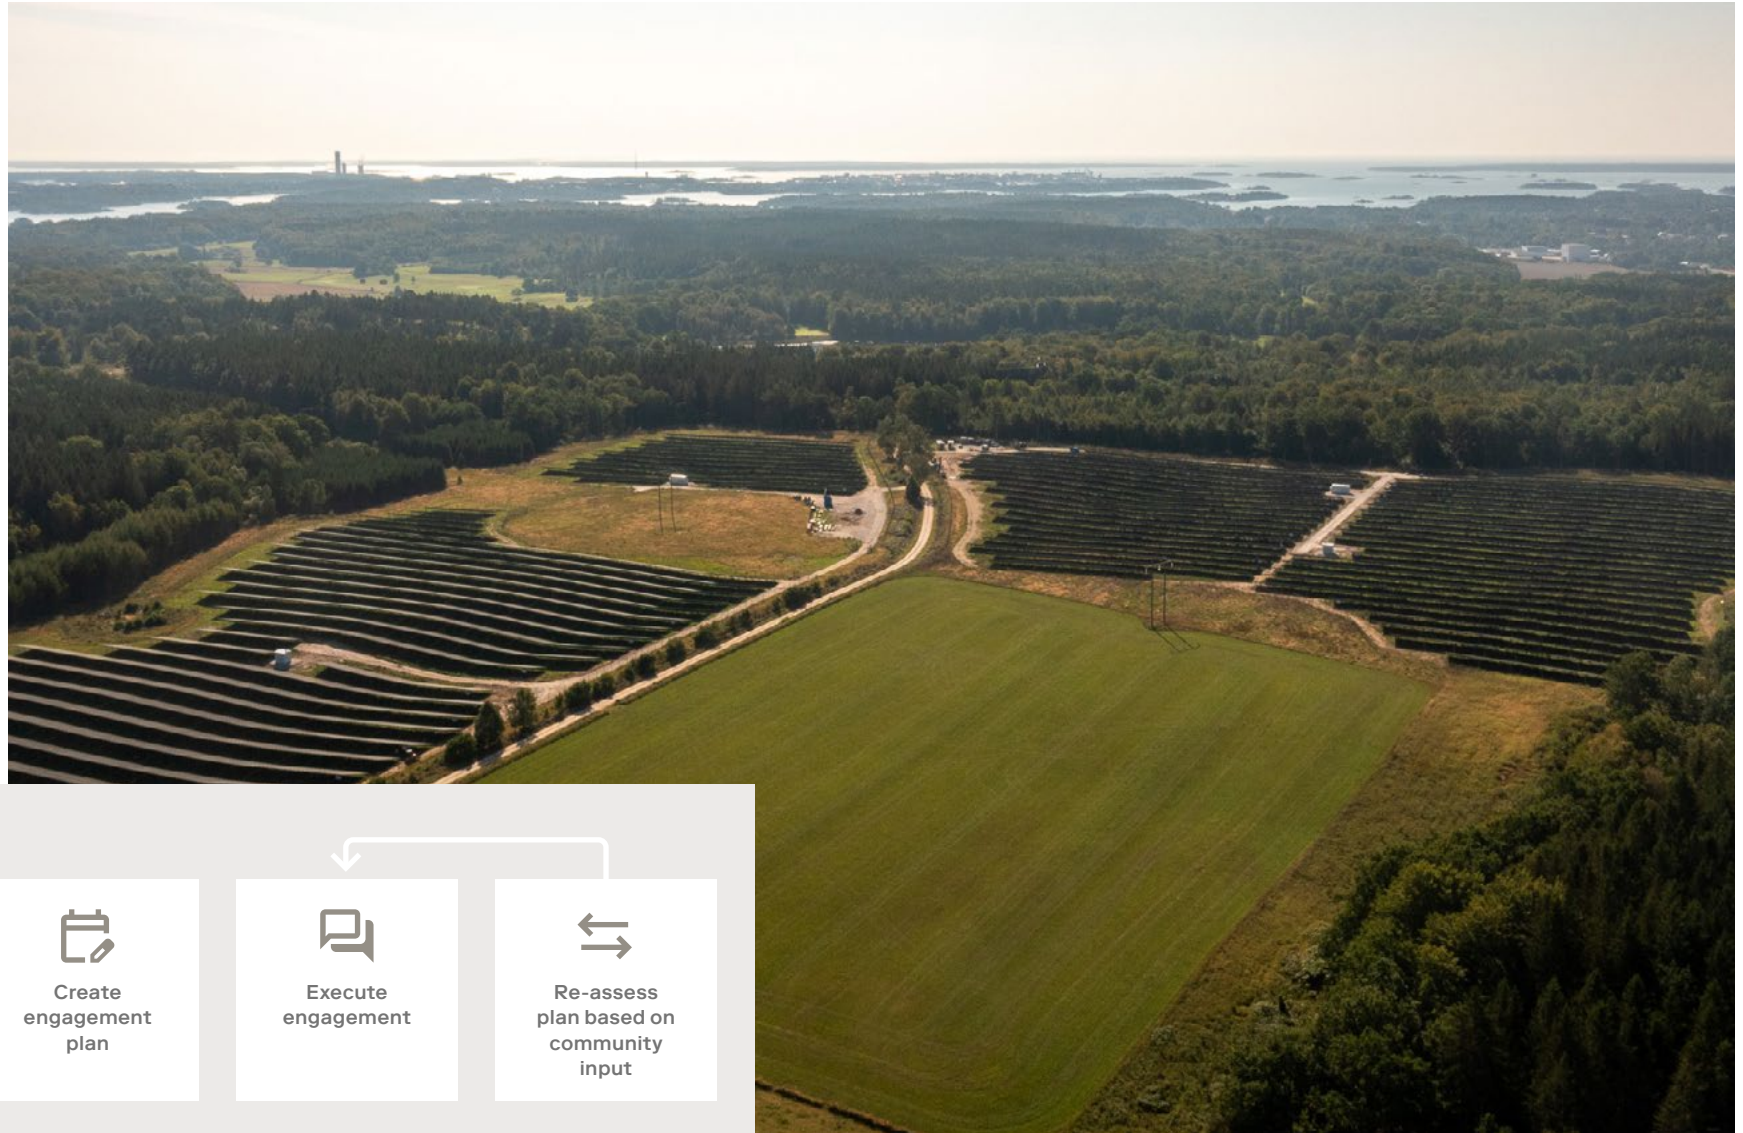 Create
engagement
plan
Execute
engagement
Re-assess
plan based on
community
input